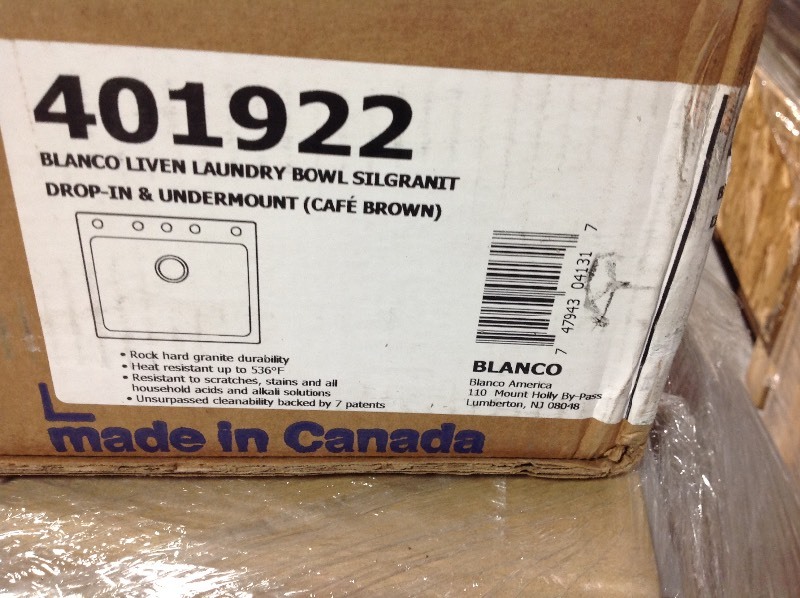 401922
BLANCO LIVEN LAUNDRY BOWL SILGRANIT
DROP-IN & UNDERMOUNT (CAFÉ BROWN)
• Rock hard granite durability
• Heat resistant up to 536°F
• Resistant to scratches, stains and all
household acids and alkali solutions
• Unsurpassed cleanability backed by 7 patents
7 47943 04131 7
BLANCO
Blanco America
110 Mount Holly By-Pass
Lumberton, NJ 08048
made in Canada